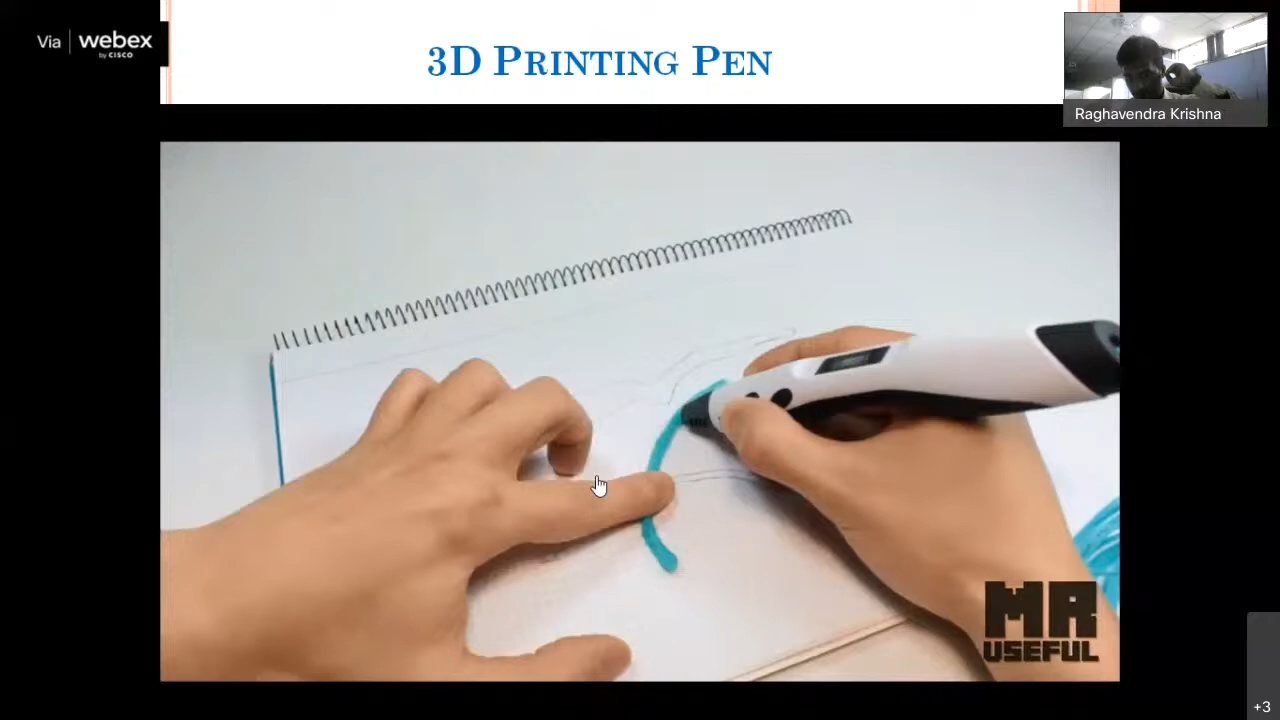 Via webex
by CISCO
3D PRINTING PEN
Raghavendra Krishna
MR
USEFUL
+3